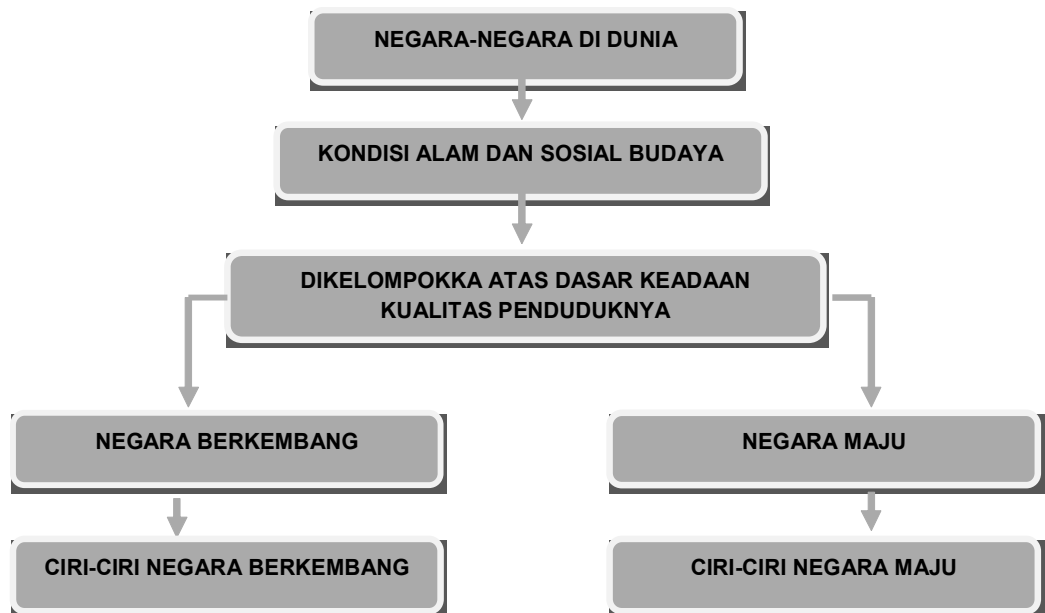 NEGARA-NEGARA DI DUNIA
KONDISI ALAM DAN SOSIAL BUDAYA
DIKELOMPOKKA ATAS DASAR KEADAAN
KUALITAS PENDUDUKNYA
NEGARA BERKEMBANG
NEGARA MAJU
CIRI-CIRI NEGARA BERKEMBANG
CIRI-CIRI NEGARA MAJU